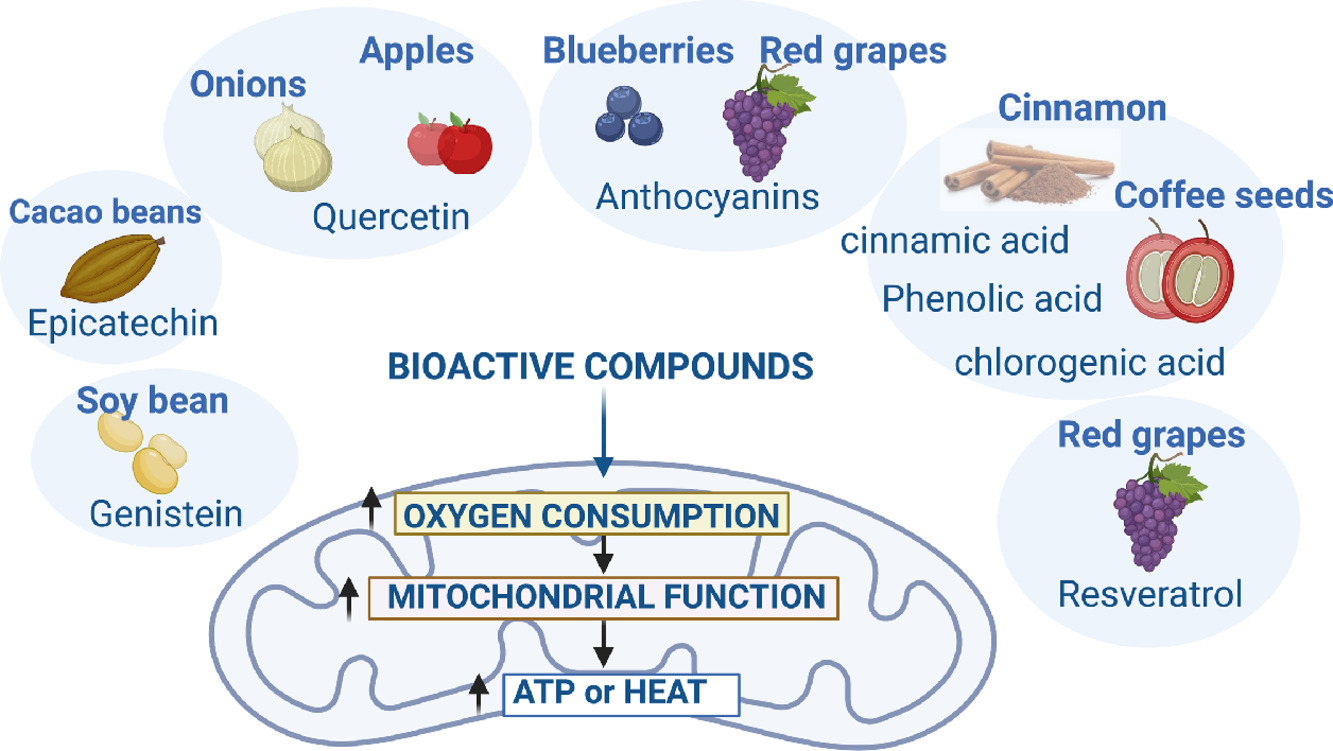 Apples
Onions
Quercetin
Blueberries
Red grapes
Anthocyanins
Cinnamon
Coffee seeds
cinnamic acid
Phenolic acid
chlorogenic acid
Cacao beans
Epicatechin
Soy bean
Genistein
Red grapes
Resveratrol
BIOACTIVE COMPOUNDS
OXYGEN CONSUMPTION
MITOCHONDRIAL FUNCTION
ATP or HEAT